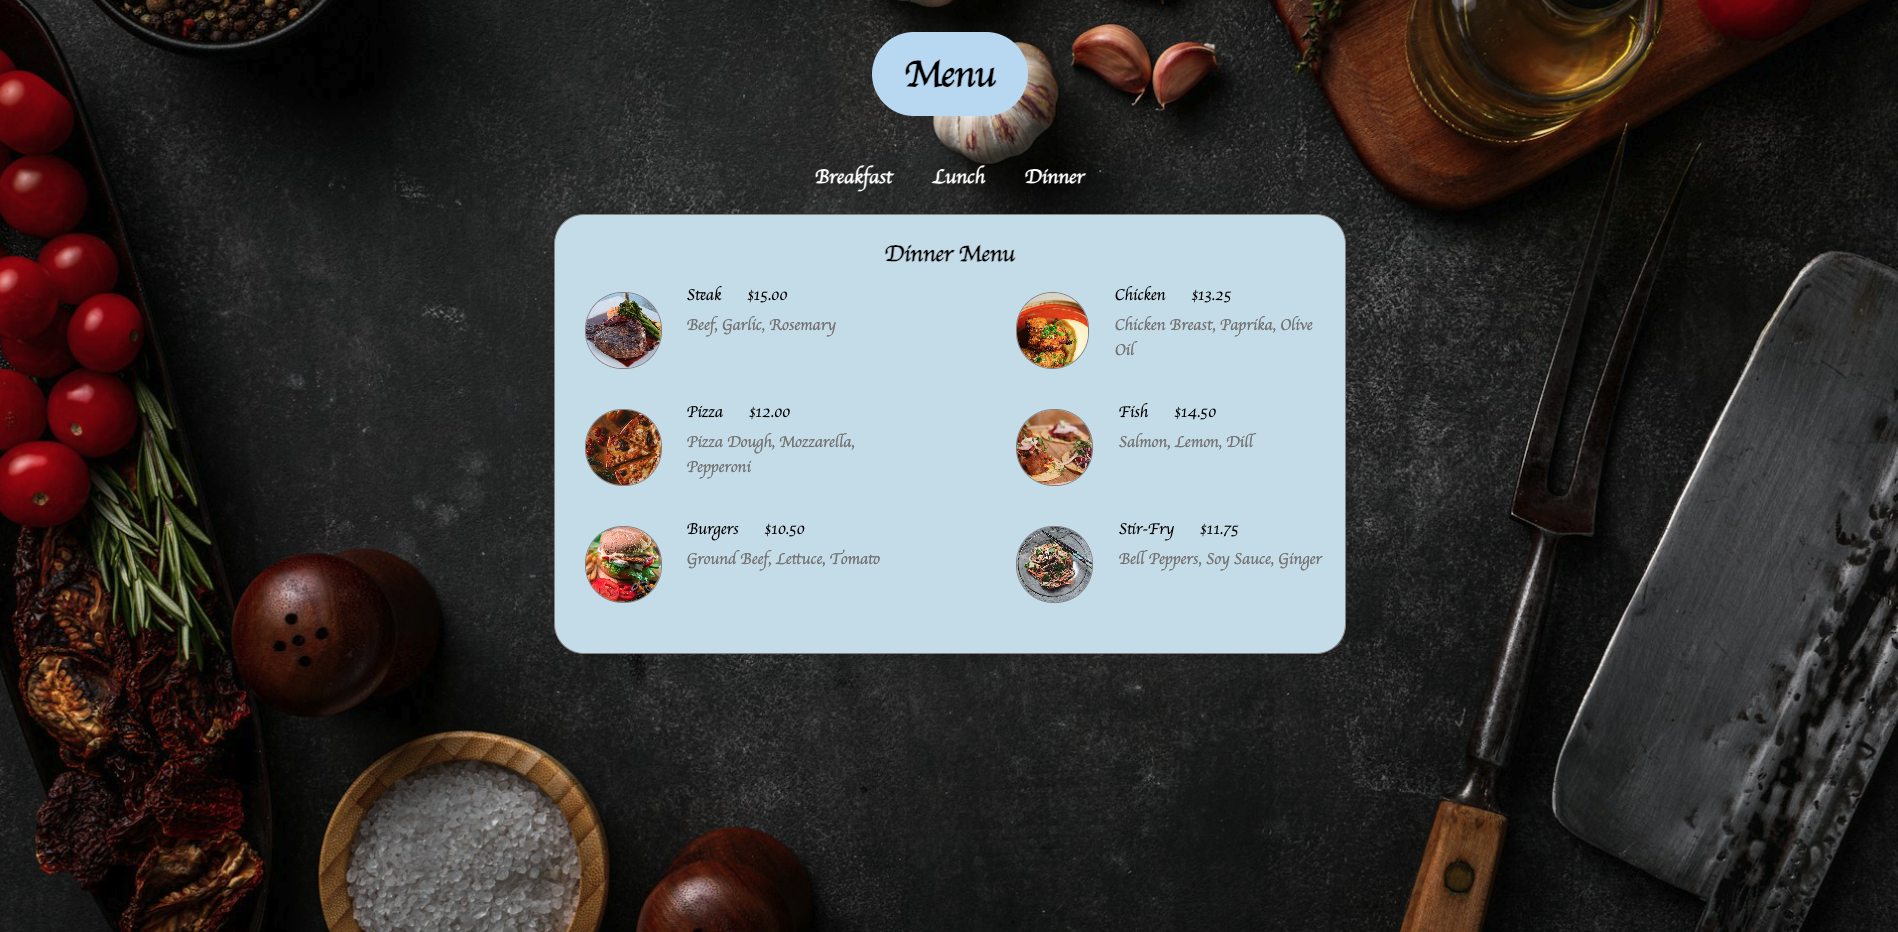 Menu
Breakfast Lunch Dinner
Dinner Menu
Steak $15.00
Beef, Garlic, Rosemary
Chicken $13.25
Chicken Breast, Paprika, Olive
Oil
Pizza $12.00
Pizza Dough, Mozzarella,
Pepperoni
Fish $14.50
Salmon, Lemon, Dill
Burgers $10.50
Ground Beef, Lettuce, Tomato
Stir-Fry $11.75
Bell Peppers, Soy Sauce, Ginger